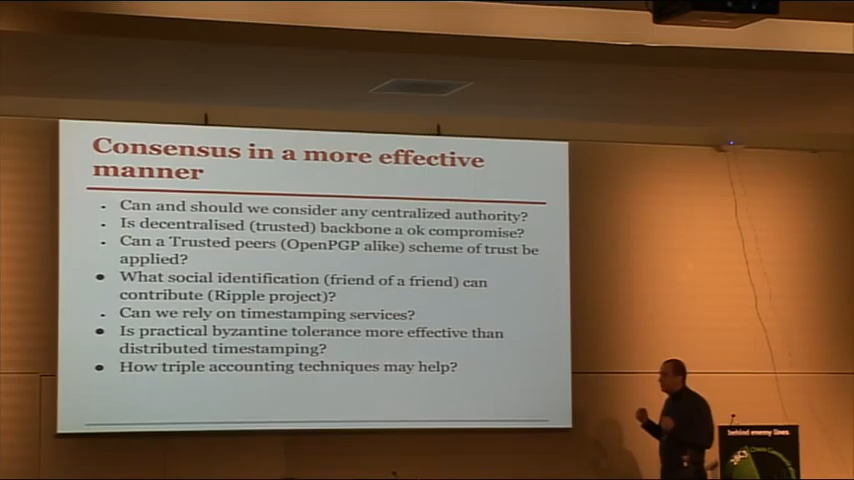 Consensus in a more effective
manner
Can and should we consider any centralized authority?
Is decentralised (trusted) backbone a ok compromise?
Can a Trusted peers (OpenPGP alike) scheme of trust be
applied?
What social identification (friend of a friend) can
contribute (Ripple project)?
Can we rely on timestamping services?
Is practical byzantine tolerance more effective than
distributed timestamping?
How triple accounting techniques may help?
behind enemy lines